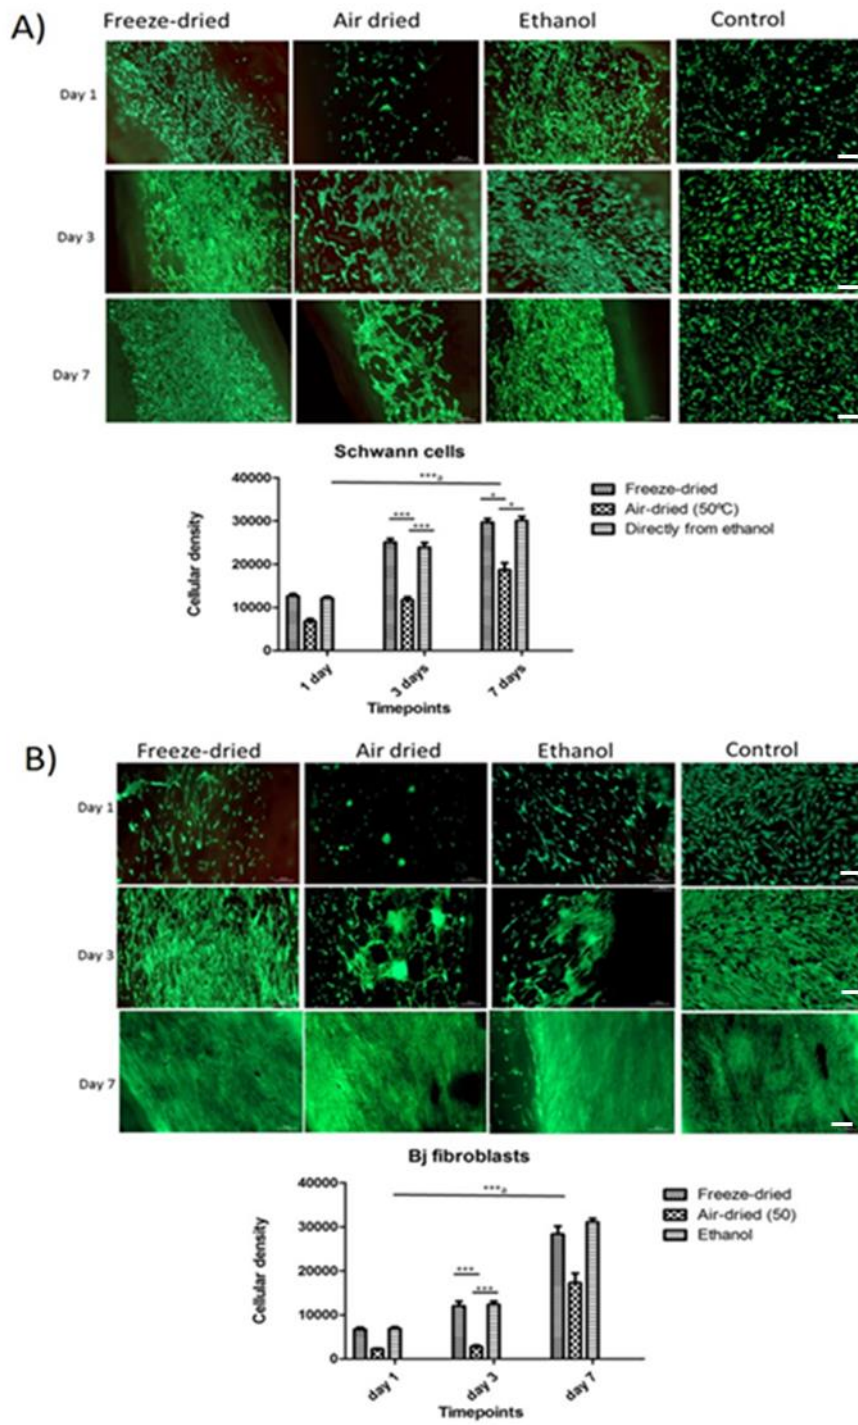 A)
Freeze-dried Air dried Ethanol Control
Day 1
Day 3
Day 7
Schwann cells
***a
* *
*** ***
40000
30000
20000
10000
0
Cellular density
1 day 3 days 7 days
Timepoints
Freeze-dried
Air-dried (50ºC)
Directly from ethanol
B)
Freeze-dried Air dried Ethanol Control
Day 1
Day 3
Day 7
Bj fibroblasts
***a
***
***
40000
30000
20000
10000
0
Cellular density
day 1 day 3 day 7
Timepoints
Freeze-dried
Air-dried (50)
Ethanol